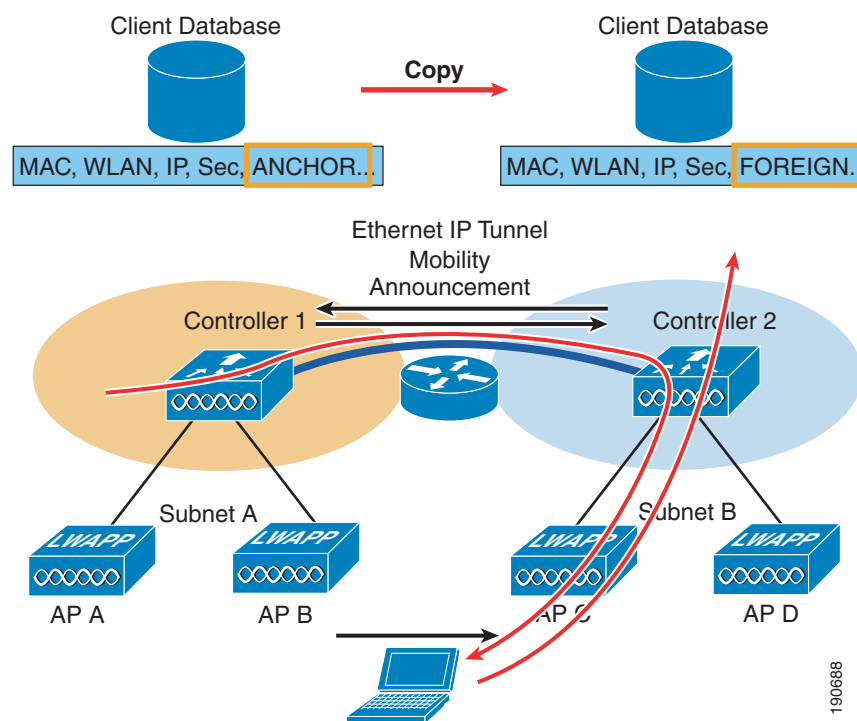 Client Database
Client Database
Copy
MAC, WLAN, IP, Sec, ANCHOR...
MAC, WLAN, IP, Sec, FOREIGN.
Ethernet IP Tunnel
Mobility
Announcement
Controller 1
Controller 2
Subnet A
Subnet B
LWAPP
LWAPP
LWAPP
LWAPP
AP A
AP B
AP C
AP D
190688